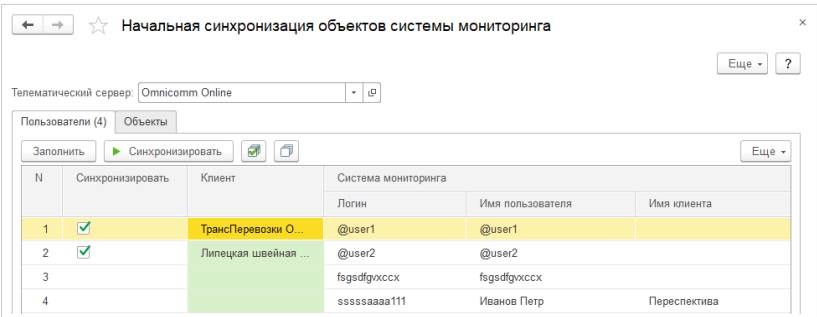 Начальная синхронизация объектов системы мониторинга
Еще ?
Телематический сервер: Omnicomm Online
Пользователи (4) Объекты
Заполнить Синхронизировать Еще
N Синхронизировать Клиент Система мониторинга
Логин Имя пользователя Имя клиента
1 ТрансПеревозки О... @user1 @user1
2 Липецкая швейная ... @user2 @user2
3 fsgsdfgvxccx fsgsdfgvxccx
4 sssssaaaa111 Иванов Петр Переспектива